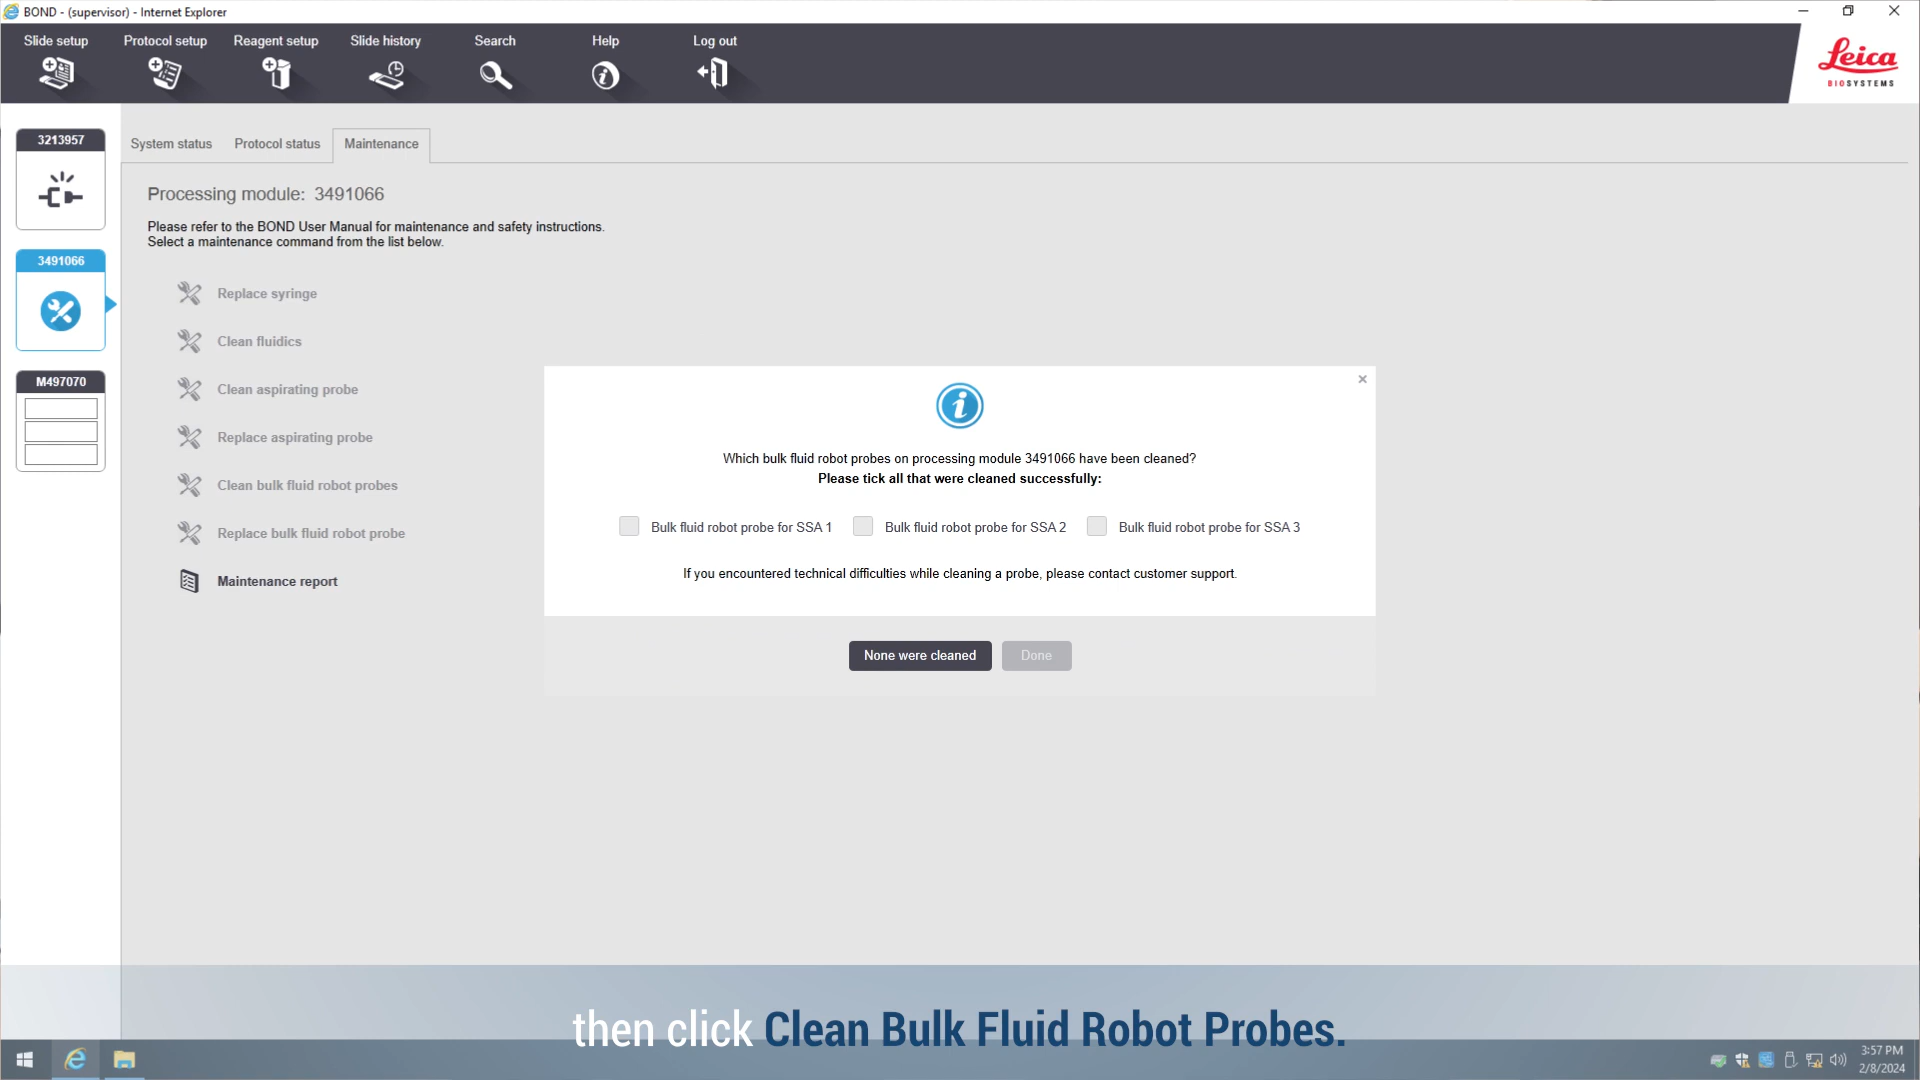 BOND - (supervisor) - Internet Explorer
Slide setup
Protocol setup
Reagent setup
Slide history
Search
Help
Log out
Leica
BIOSYSTEMS
3213957
3491066
M497070
System status
Protocol status
Maintenance
Processing module: 3491066
Please refer to the BOND User Manual for maintenance and safety instructions.
Select a maintenance command from the list below.
Replace syringe
Clean fluidics
Clean aspirating probe
Replace aspirating probe
Clean bulk fluid robot probes
Replace bulk fluid robot probe
Maintenance report
Which bulk fluid robot probes on processing module 3491066 have been cleaned?
Please tick all that were cleaned successfully:
Bulk fluid robot probe for SSA 1
Bulk fluid robot probe for SSA 2
Bulk fluid robot probe for SSA 3
If you encountered technical difficulties while cleaning a probe, please contact customer support.
None were cleaned
Done
then click Clean Bulk Fluid Robot Probes.
3:57 PM
2/8/2024